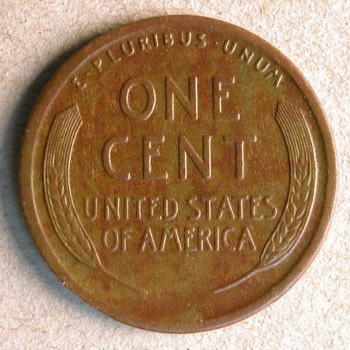 E·PLURIBUS·UNUM
ONE
CENT
UNITED STATES
OF AMERICA